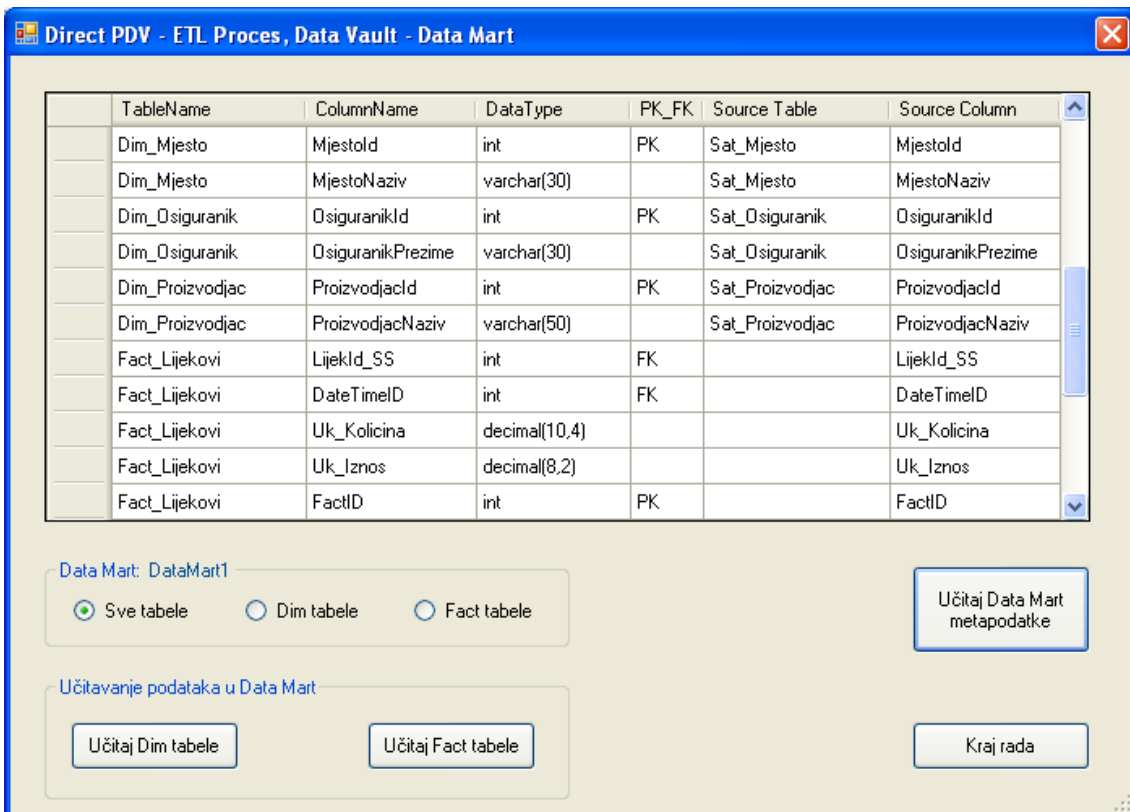 Direct PDV - ETL Proces, Data Vault - Data Mart
TableName ColumnName DataType PK_FK Source Table Source Column
Dim_Mjesto MjestoId int PK Sat_Mjesto MjestoId
Dim_Mjesto MjestoNaziv varchar(30) Sat_Mjesto MjestoNaziv
Dim_Osiguranik OsiguranikId int PK Sat_Osiguranik OsiguranikId
Dim_Osiguranik OsiguranikPrezime varchar(30) Sat_Osiguranik OsiguranikPrezime
Dim_Proizvodjac ProizvodjacId int PK Sat_Proizvodjac ProizvodjacId
Dim_Proizvodjac ProizvodjacNaziv varchar(50) Sat_Proizvodjac ProizvodjacNaziv
Fact_Lijekovi LijekId_SS int FK LijekId_SS
Fact_Lijekovi DateTimeID int FK DateTimeID
Fact_Lijekovi Uk_Kolicina decimal(10,4) Uk_Kolicina
Fact_Lijekovi Uk_Iznos decimal(8,2) Uk_Iznos
Fact_Lijekovi FactID int PK FactID
Data Mart: DataMart1
Sve tabele Dim tabele Fact tabele
Učitaj Data Mart
metapodatke
Učitavanje podataka u Data Mart
Učitaj Dim tabele Učitaj Fact tabele
Kraj rada